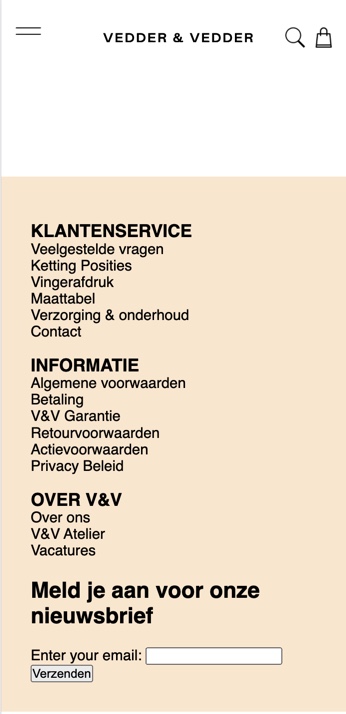 VEDDER & VEDDER
KLANTENSERVICE
Veelgestelde vragen
Ketting Posities
Vingerafdruk
Maattabel
Verzorging & onderhoud
Contact
INFORMATIE
Algemene voorwaarden
Betaling
V&V Garantie
Retourvoorwaarden
Actievoorwaarden
Privacy Beleid
OVER V&V
Over ons
V&V Atelier
Vacatures
Meld je aan voor onze
nieuwsbrief
Enter your email:
Verzenden